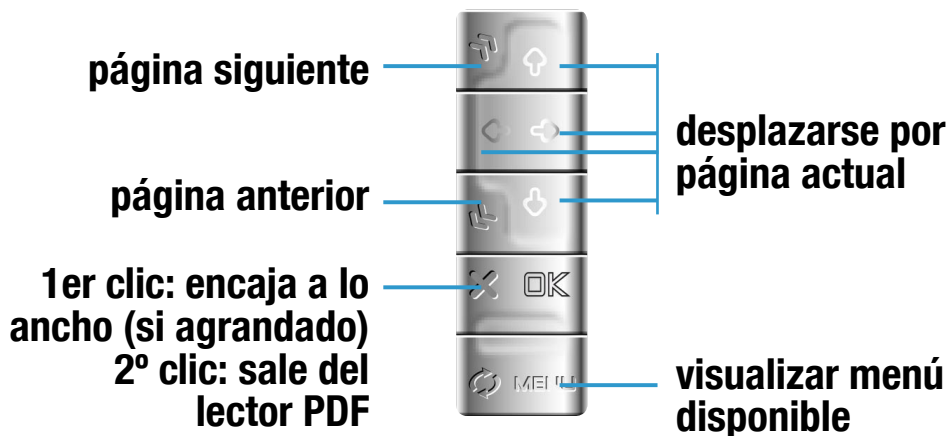 página siguiente
desplazarse por
página actual
página anterior
OK
1er clic: encaja a lo
ancho (si agrandado)
2º clic: sale del
lector PDF
MENU
visualizar menú
disponible